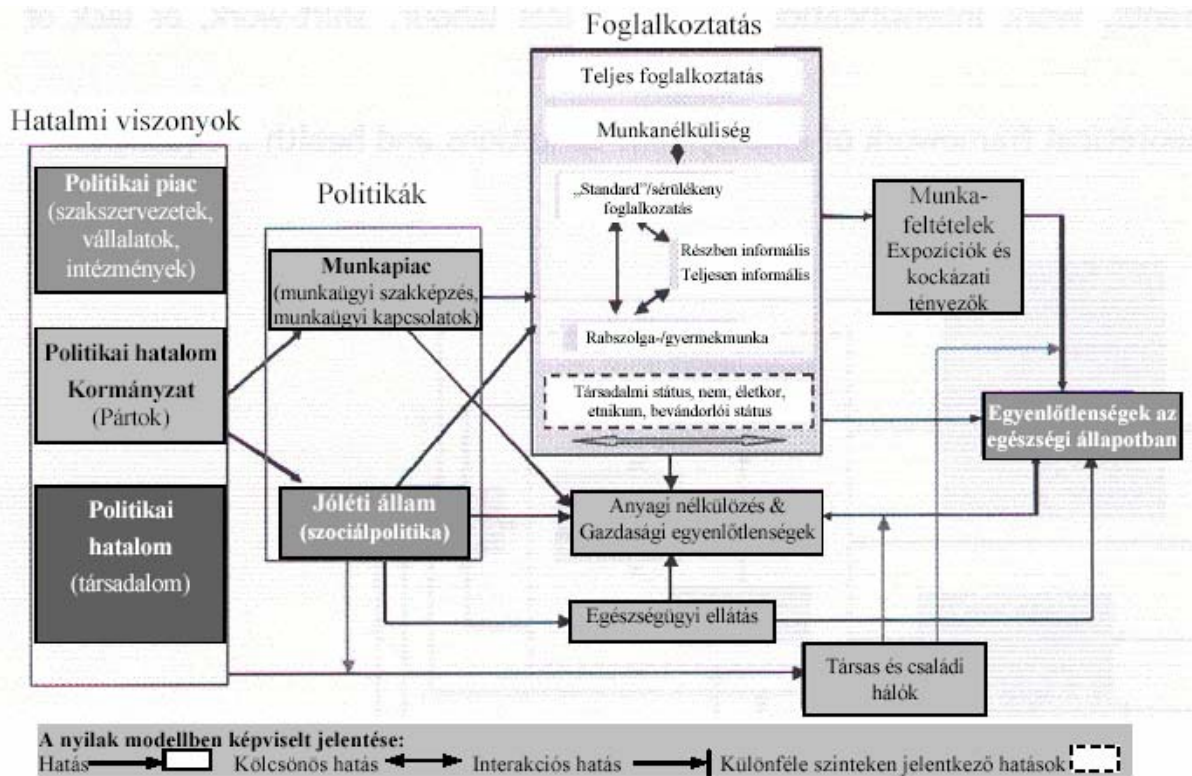 Foglalkoztatás
Teljes foglalkoztatás
Munkanélküliség
„Standard”/sérülékeny
foglalkozatás
Részben informális
Teljesen informális
Rabszolga-/gyermekmunka
Társadalmi státus, nem, életkor,
etnikum, bevándorlói státus
Hatalmi viszonyok
Politikai piac
(szakszervezetek,
vállalatok,
intézmények)
Politikai hatalom
Kormányzat
(Pártok)
Politikai
hatalom
(társadalom)
Politikák
Munkapiac
(munkaügyi szakképzés,
munkaügyi kapcsolatok)
Jóléti állam
(szociálpolitika)
Munka-
feltételek
Expozíciók és
kockázati
tényezők
Egyenlőtlenségek az
egészségi állapotban
Anyagi nélkülözés &
Gazdasági egyenlőtlenségek
Egészségügyi ellátás
Társas és családi
hálók
A nyilak modellben képviselt jelentése:
Hatás Kölcsönös hatás Interakciós hatás Különféle szinteken jelentkező hatások